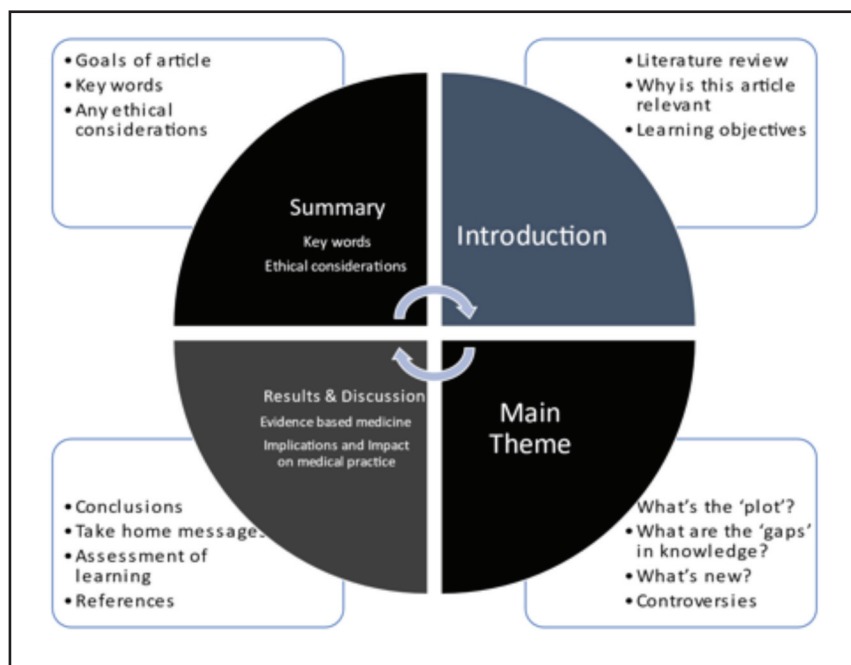 • Goals of article
• Key words
• Any ethical
considerations
• Literature review
• Why is this article
relevant
• Learning objectives
Summary
Key words
Ethical considerations
Introduction
Results & Discussion
Evidence based medicine
Implications and Impact
on medical practice
Main
Theme
• Conclusions
• Take home messages
• Assessment of
learning
• References
What's the 'plot'?
• What are the 'gaps'
in knowledge?
• What's new?
• Controversies